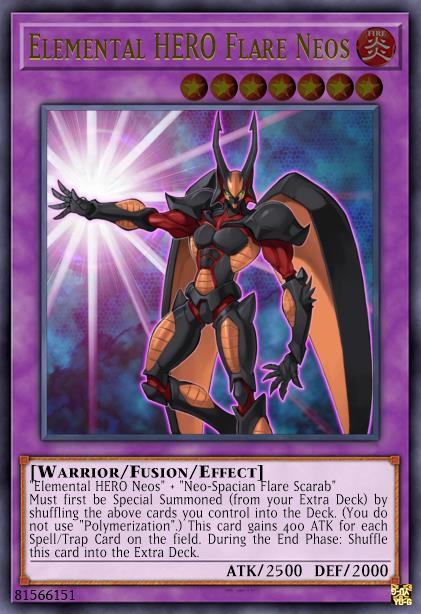 Elemental HERO Flare Neos
FIRE
炎
[Warrior/Fusion/Effect]
"Elemental HERO Neos" + "Neo-Spacian Flare Scarab"
Must first be Special Summoned (from your Extra Deck) by
shuffling the above cards you control into the Deck. (You do
not use "Polymerization".) This card gains 400 ATK for each
Spell/Trap Card on the field. During the End Phase: Shuffle
this card into the Extra Deck.
ATK/2500 DEF/2000
81566151